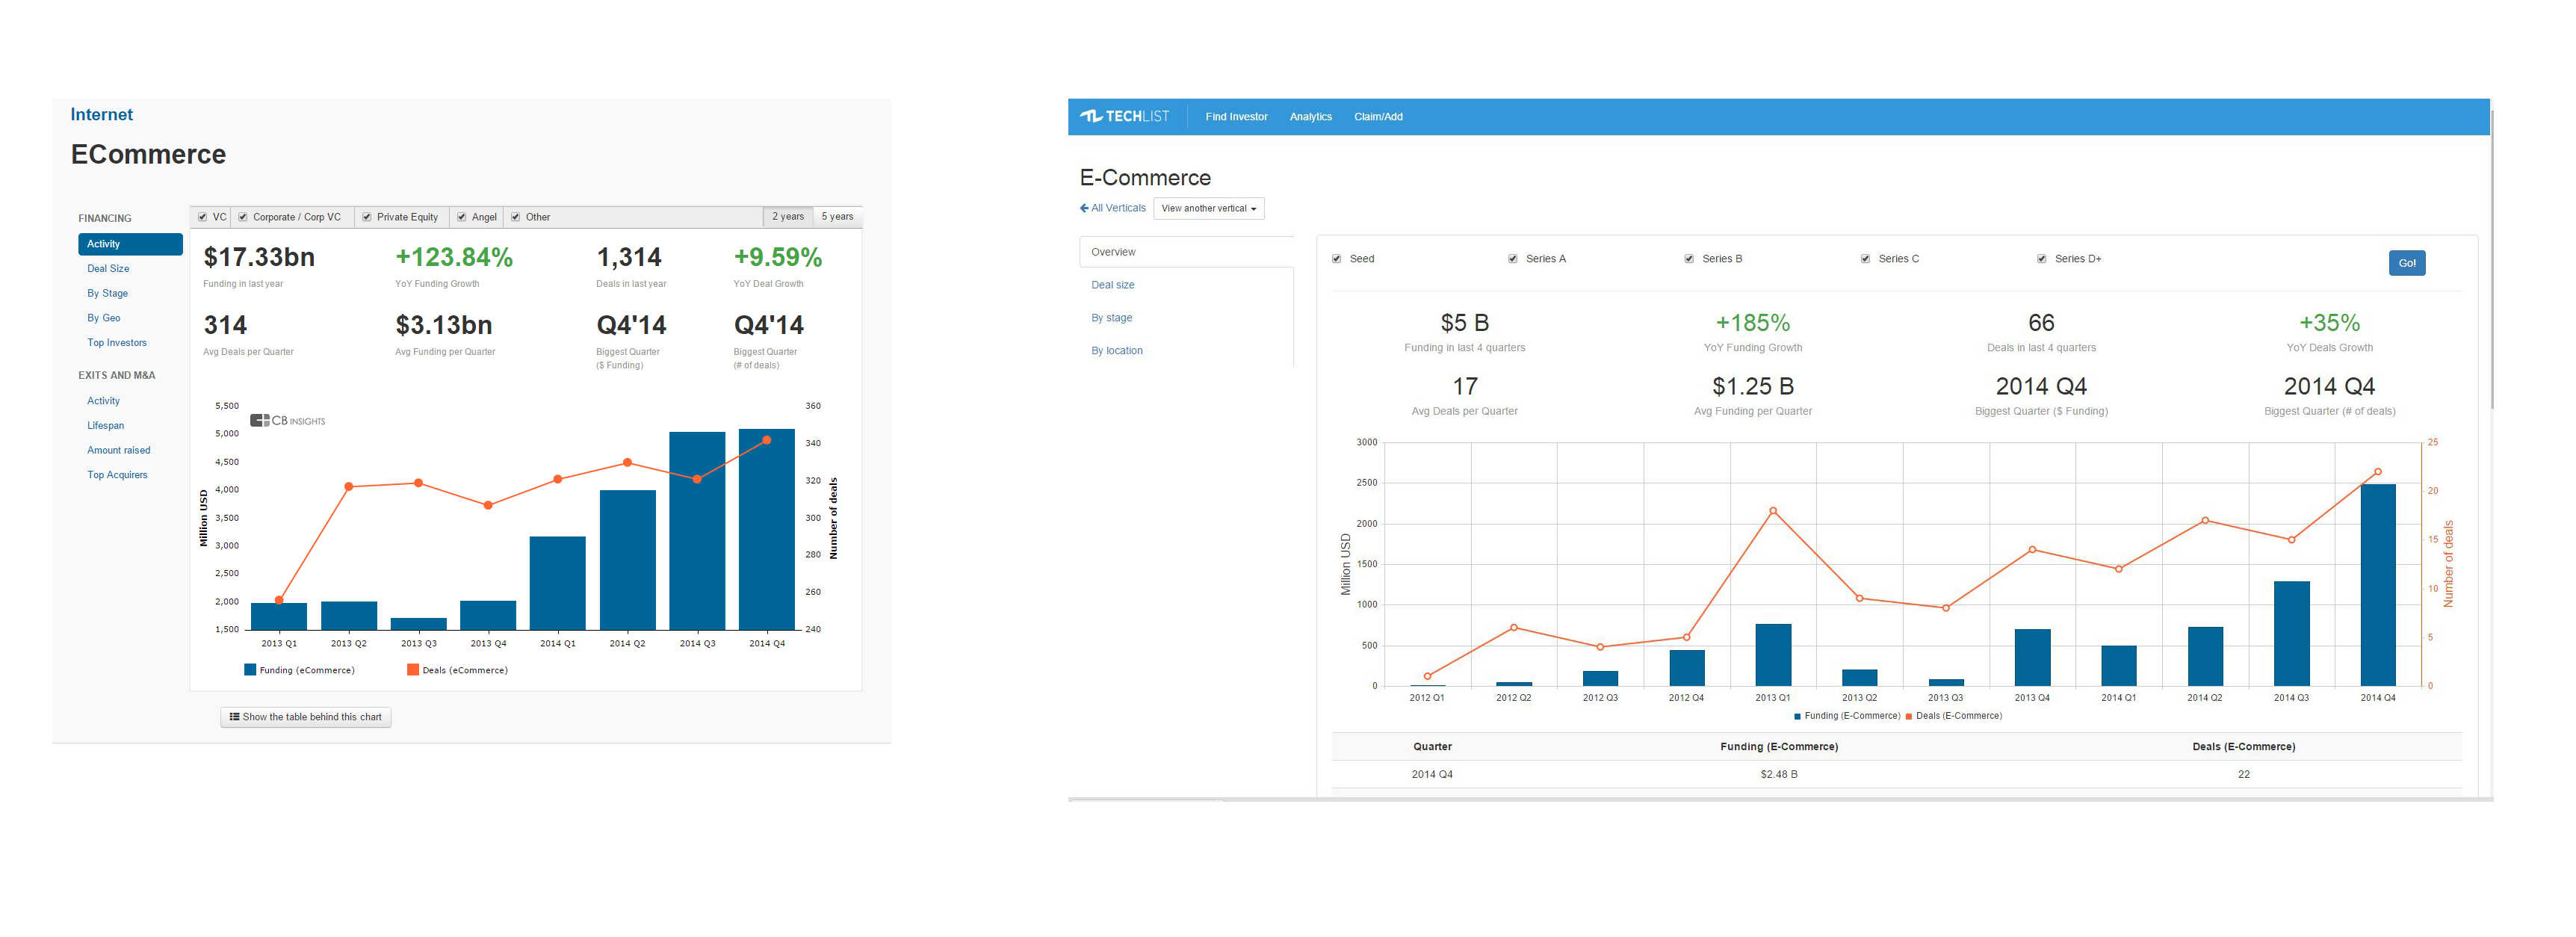 Internet
ECommerce
FINANCING
Activity
Deal Size
By Stage
By Geo
Top Investors
EXITS AND M&A
Activity
Lifespan
Amount raised
Top Acquirers
VC Corporate / Corp VC Private Equity Angel Other 2 years 5 years
$17.33bn +123.84% 1,314 +9.59%
Funding in last year YoY Funding Growth Deals in last year YoY Deal Growth
314 $3.13bn Q4'14 Q4'14
Avg Deals per Quarter Avg Funding per Quarter Biggest Quarter Biggest Quarter
($ Funding) (# of deals)
CB INSIGHTS
5,500
5,000
4,500
4,000
3,500
3,000
2,500
2,000
1,500
Million USD
360
340
320
300
280
260
240
Number of deals
2013 Q1 2013 Q2 2013 Q3 2013 Q4 2014 Q1 2014 Q2 2014 Q3 2014 Q4
Funding (eCommerce) Deals (eCommerce)
Show the table behind this chart
TECHLIST Find Investor Analytics Claim/Add
E-Commerce
All Verticals View another vertical
Overview
Deal size
By stage
By location
Seed Series A Series B Series C Series D+ Go!
$5 B +185% 66 +35%
Funding in last 4 quarters YoY Funding Growth Deals in last 4 quarters YoY Deals Growth
17 $1.25 B 2014 Q4 2014 Q4
Avg Deals per Quarter Avg Funding per Quarter Biggest Quarter ($ Funding) Biggest Quarter (# of deals)
3000
2500
2000
1500
1000
500
0
Million USD
25
20
15
10
5
0
Number of deals
2012 Q1 2012 Q2 2012 Q3 2012 Q4 2013 Q1 2013 Q2 2013 Q3 2013 Q4 2014 Q1 2014 Q2 2014 Q3 2014 Q4
Funding (E-Commerce) Deals (E-Commerce)
Quarter Funding (E-Commerce) Deals (E-Commerce)
2014 Q4 $2.48 B 22